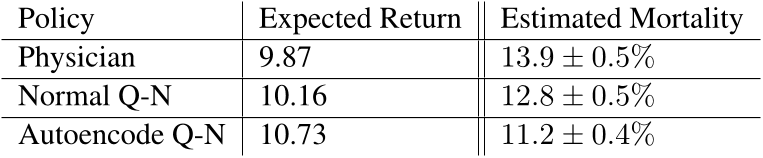 Policy Expected Return Estimated Mortality
Physician 9.87 13.9 ± 0.5%
Normal Q-N 10.16 12.8 ± 0.5%
Autoencode Q-N 10.73 11.2 ± 0.4%